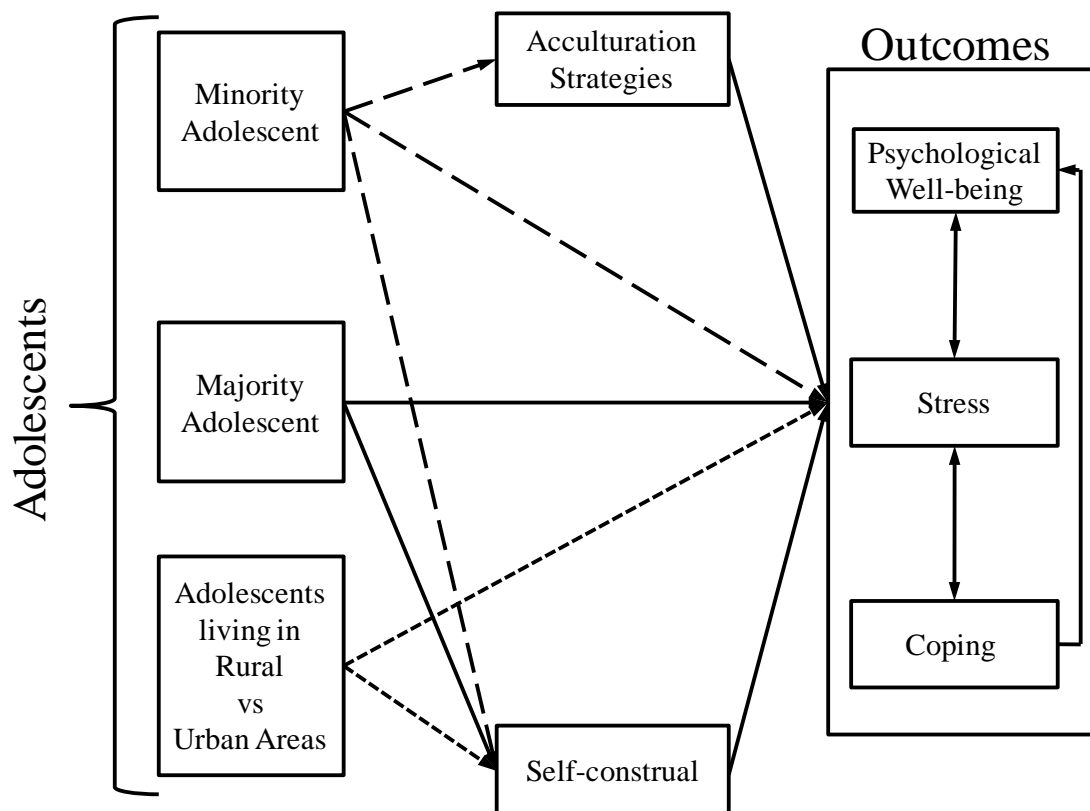 Adolescents
Minority
Adolescent
Majority
Adolescent
Adolescents
living in
Rural
vs
Urban Areas
Acculturation
Strategies
Self-construal
Outcomes
Psychological
Well-being
Stress
Coping